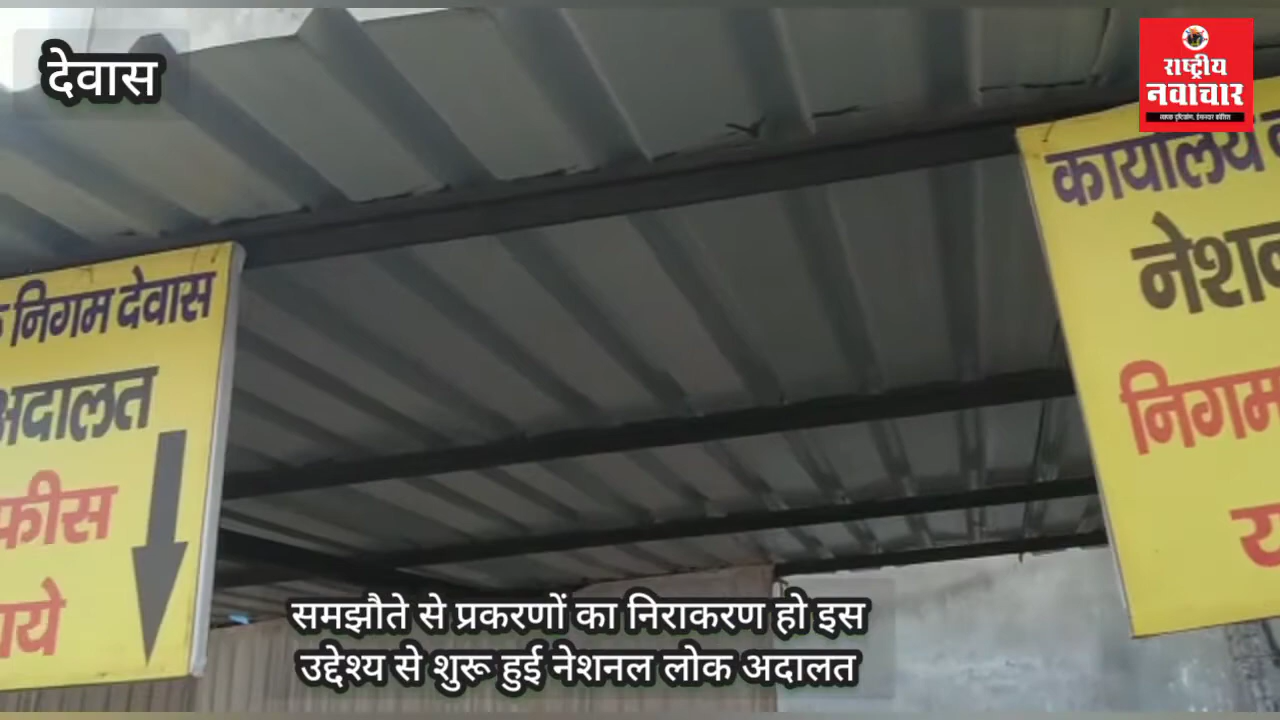 देवास
राष्ट्रीय
नवाचार
निगम देवास
अदालत
फीस
कार्यालय
निगम
समझौते से प्रकरणों का निराकरण हो इस
उद्देश्य से शुरू हुई नेशनल लोक अदालत